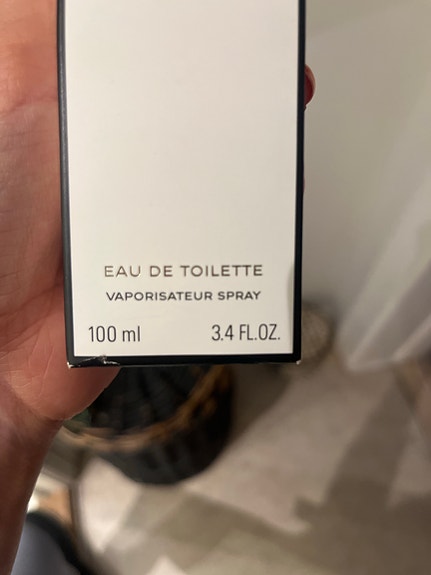 EAU DE TOILETTE
VAPORISATEUR SPRAY
100 ml 3.4 FL.OZ.